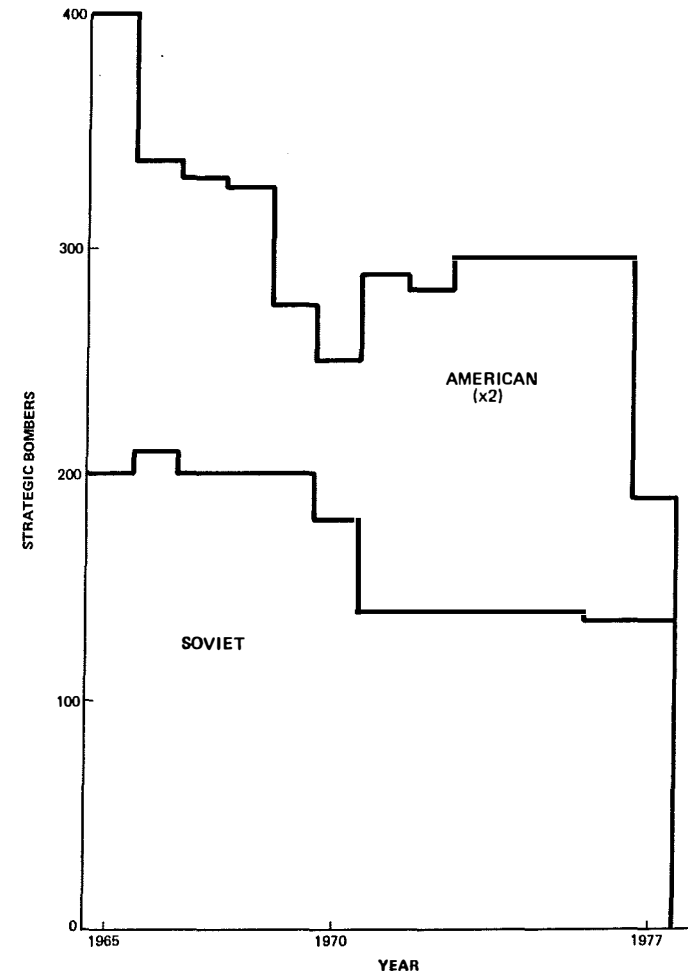 400
300
AMERICAN
(x2)
STRATEGIC BOMBERS
200
SOVIET
100
0
1965
1970
1977
YEAR